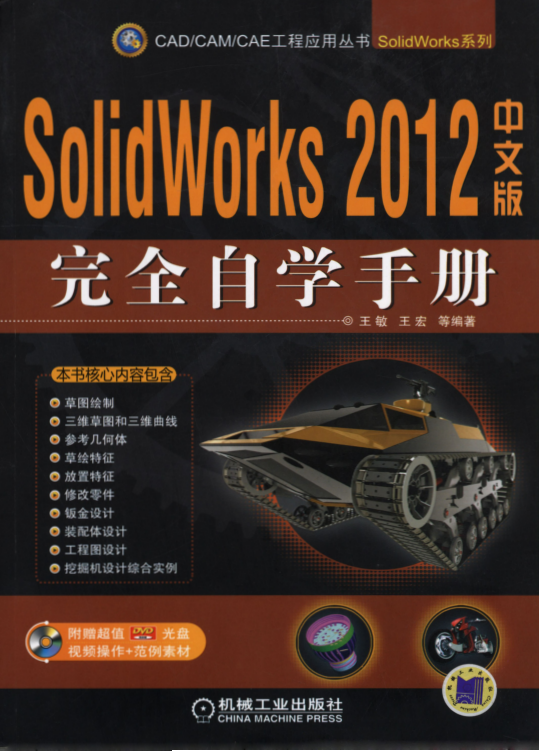 CAD/CAM/CAE工程应用丛书 SolidWorks系列
SolidWorks 2012 中文版
完全自学手册
王敏 王宏 等编著
本书核心内容包含
草图绘制
三维草图和三维曲线
参考几何体
草绘特征
放置特征
修改零件
钣金设计
装配体设计
工程图设计
挖掘机设计综合实例
附赠超值 DVD 光盘
视频操作+范例素材
机械工业出版社
CHINA MACHINE PRESS